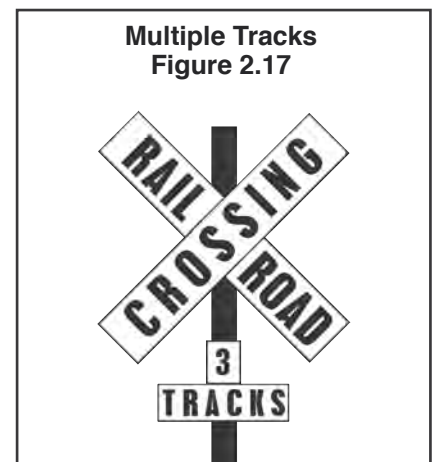 Multiple Tracks
Figure 2.17
RAIL ROAD
CROSSING
3
TRACKS